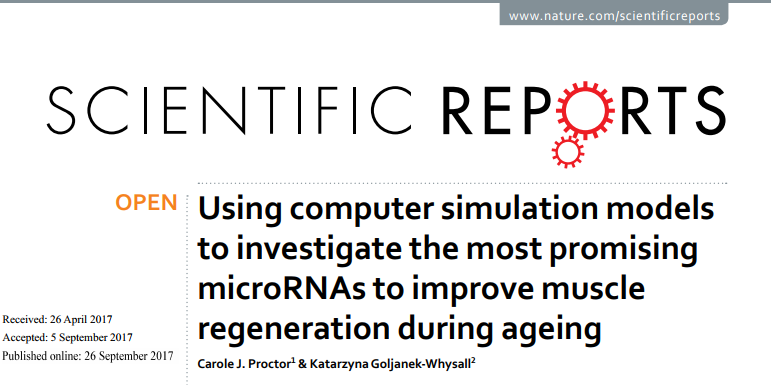 www.nature.com/scientificreports
SCIENTIFIC REPORTS
OPEN
Using computer simulation models
to investigate the most promising
microRNAs to improve muscle
regeneration during ageing
Received: 26 April 2017
Accepted: 5 September 2017
Published online: 26 September 2017
Carole J. Proctor¹ & Katarzyna Goljanek-Whysall²